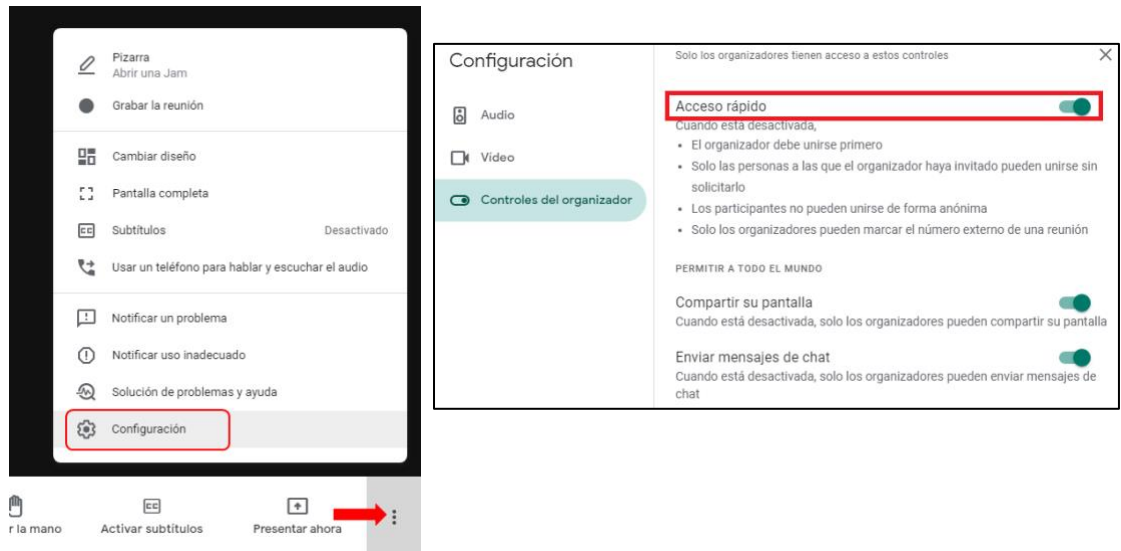 Pizarra
Abrir una Jam
Grabar la reunión
Cambiar diseño
Pantalla completa
Subtítulos Desactivado
Usar un teléfono para hablar y escuchar el audio
Notificar un problema
Notificar uso inadecuado
Solución de problemas y ayuda
Configuración
r la mano Activar subtítulos Presentar ahora
Configuración
Audio
Vídeo
Controles del organizador
Solo los organizadores tienen acceso a estos controles
Acceso rápido
Cuando está desactivada,
• El organizador debe unirse primero
• Solo las personas a las que el organizador haya invitado pueden unirse sin
solicitarlo
• Los participantes no pueden unirse de forma anónima
• Solo los organizadores pueden marcar el número externo de una reunión
PERMITIR A TODO EL MUNDO
Compartir su pantalla
Cuando está desactivada, solo los organizadores pueden compartir su pantalla
Enviar mensajes de chat
Cuando está desactivada, solo los organizadores pueden enviar mensajes de
chat